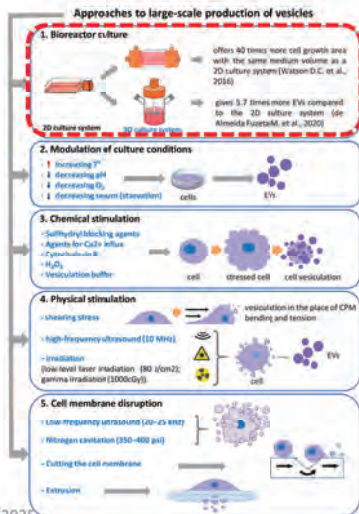 Approaches to large-scale production of vesicles
1. Bioreactor culture
offers 40 times more cell growth area
with the same medium volume as a
2D culture system (Watson D.C. et al.,
2016)
gives 5.7 times more EVs compared
to the 2D culture system (de
Almeida Fuzeta M. et al., 2020)
2D culture system
3D culture system
2. Modulation of culture conditions
- increasing T°
- decreasing pH
- decreasing O₂
- decreasing serum (starvation)
cells
EVs
3. Chemical stimulation
- Sulfhydryl blocking agents
- Agents for Ca2+ influx
- Cytochalasin B
- H₂O₂
- Vesiculation buffer
cell
stressed cell
cell vesiculation
4. Physical stimulation
- shearing stress
vesiculation in the place of CPM
bending and tension
- high-frequency ultrasound (10 MHz)
- irradiation
(low-level laser irradiation (80 J/cm2);
gamma irradiation (1000cGy)).
cell
EVs
5. Cell membrane disruption
- Low-frequency ultrasound (20–25 kHz)
- Nitrogen cavitation (350–400 psi)
- Cutting the cell membrane
- Extrusion